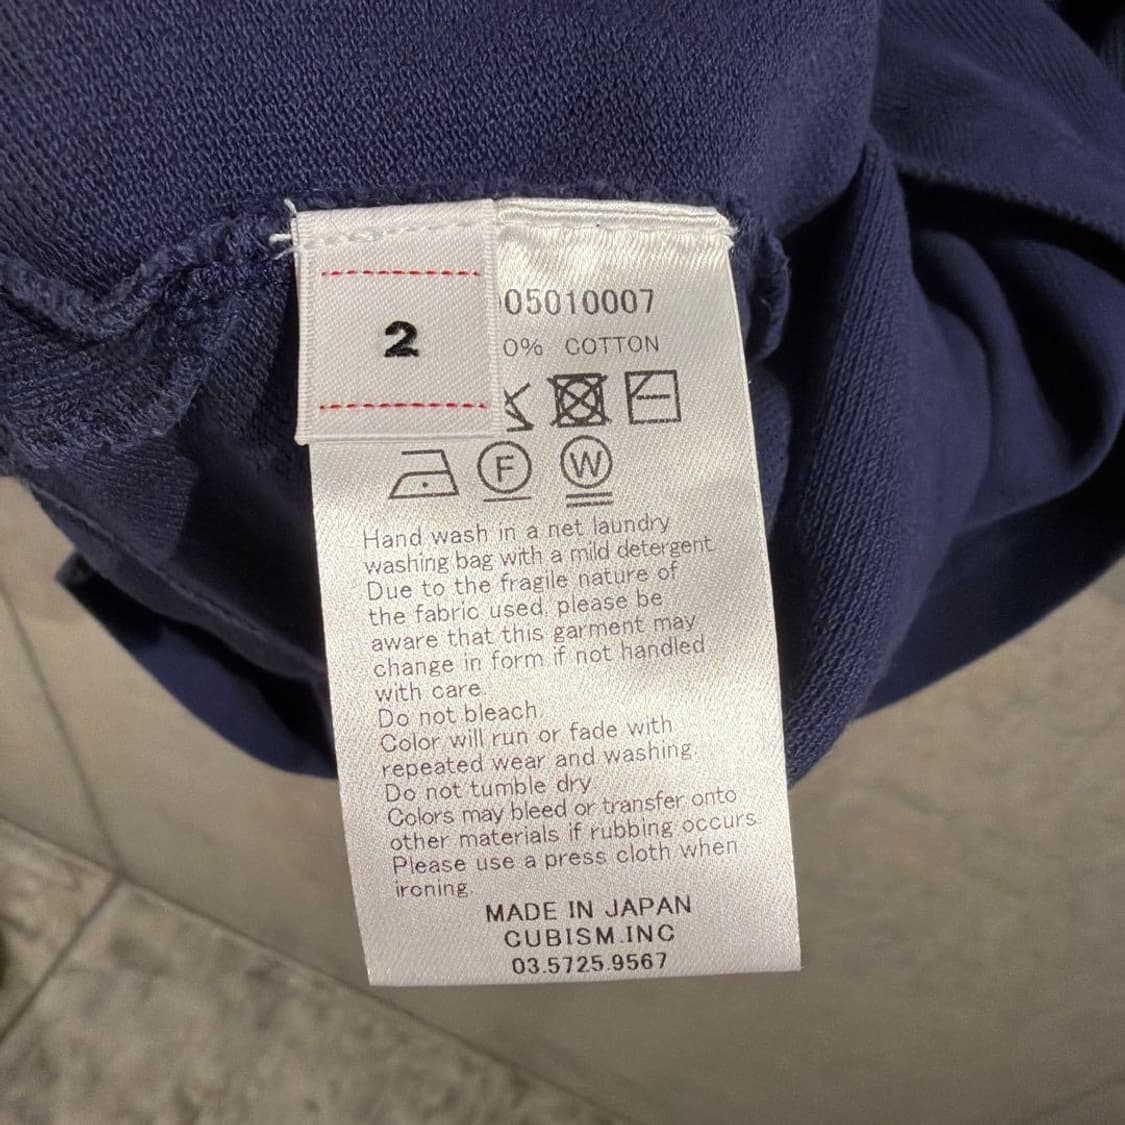 2
05010007
0% COTTON
F
W
Hand wash in a net laundry
washing bag with a mild detergent.
Due to the fragile nature of
the fabric used, please be
aware that this garment may
change in form if not handled
with care.
Do not bleach.
Color will run or fade with
repeated wear and washing.
Do not tumble dry.
Colors may bleed or transfer onto
other materials if rubbing occurs.
Please use a press cloth when
ironing.
MADE IN JAPAN
CUBISM.INC
03.5725.9567